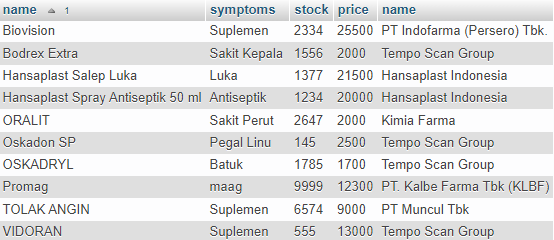 name 1 symptoms stock price name
Biovision Suplemen 2334 25500 PT Indofarma (Persero) Tbk.
Bodrex Extra Sakit Kepala 1556 2000 Tempo Scan Group
Hansaplast Salep Luka Luka 1377 21500 Hansaplast Indonesia
Hansaplast Spray Antiseptik 50 ml Antiseptik 1234 20000 Hansaplast Indonesia
ORALIT Sakit Perut 2647 2000 Kimia Farma
Oskadon SP Pegal Linu 145 2500 Tempo Scan Group
OSKADRYL Batuk 1785 1700 Tempo Scan Group
Promag maag 9999 12300 PT. Kalbe Farma Tbk (KLBF)
TOLAK ANGIN Suplemen 6574 9000 PT Muncul Tbk
VIDORAN Suplemen 555 13000 Tempo Scan Group